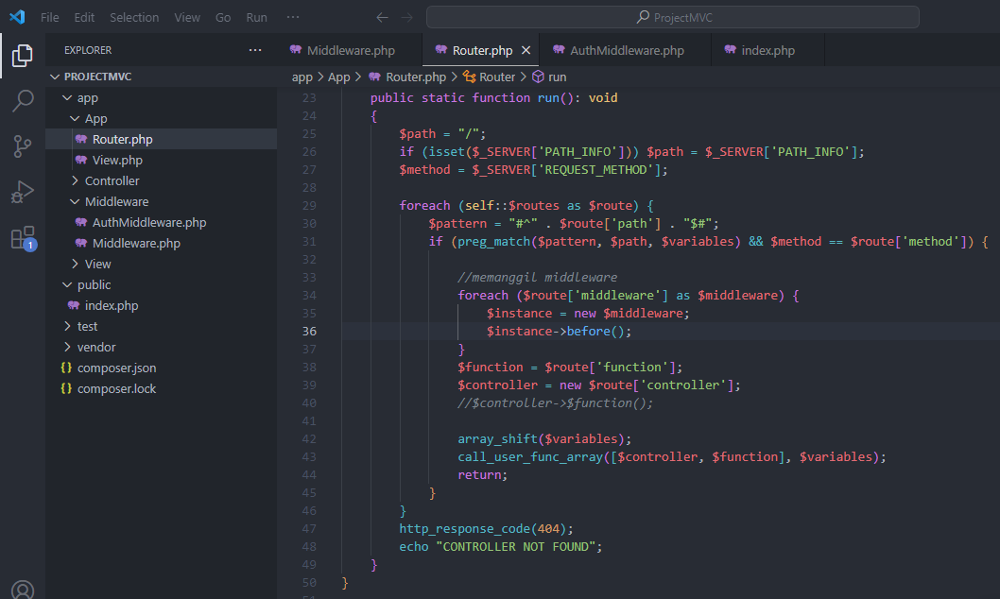 File Edit Selection View Go Run ··· ← → ProjectMVC
EXPLORER ···
Middleware.php Router.php × AuthMiddleware.php index.php
PROJECTMVC
app > App > Router.php > Router > run
app
App
Router.php
View.php
Controller
Middleware
AuthMiddleware.php
Middleware.php
View
public
index.php
test
vendor
{} composer.json
{} composer.lock
1
23 public static function run(): void
24 {
25 $path = "/";
26 if (isset($_SERVER['PATH_INFO'])) $path = $_SERVER['PATH_INFO'];
27 $method = $_SERVER['REQUEST_METHOD'];
28
29 foreach (self::$routes as $route) {
30 $pattern = "#^" . $route['path'] . "$#";
31 if (preg_match($pattern, $path, $variables) && $method == $route['method']) {
32
33 //memanggil middleware
34 foreach ($route['middleware'] as $middleware) {
35 $instance = new $middleware;
36 $instance->before();
37 }
38 $function = $route['function'];
39 $controller = new $route['controller'];
40 //$controller->$function();
41
42 array_shift($variables);
43 call_user_func_array([$controller, $function], $variables);
44 return;
45 }
46 }
47 http_response_code(404);
48 echo "CONTROLLER NOT FOUND";
49 }
50 }